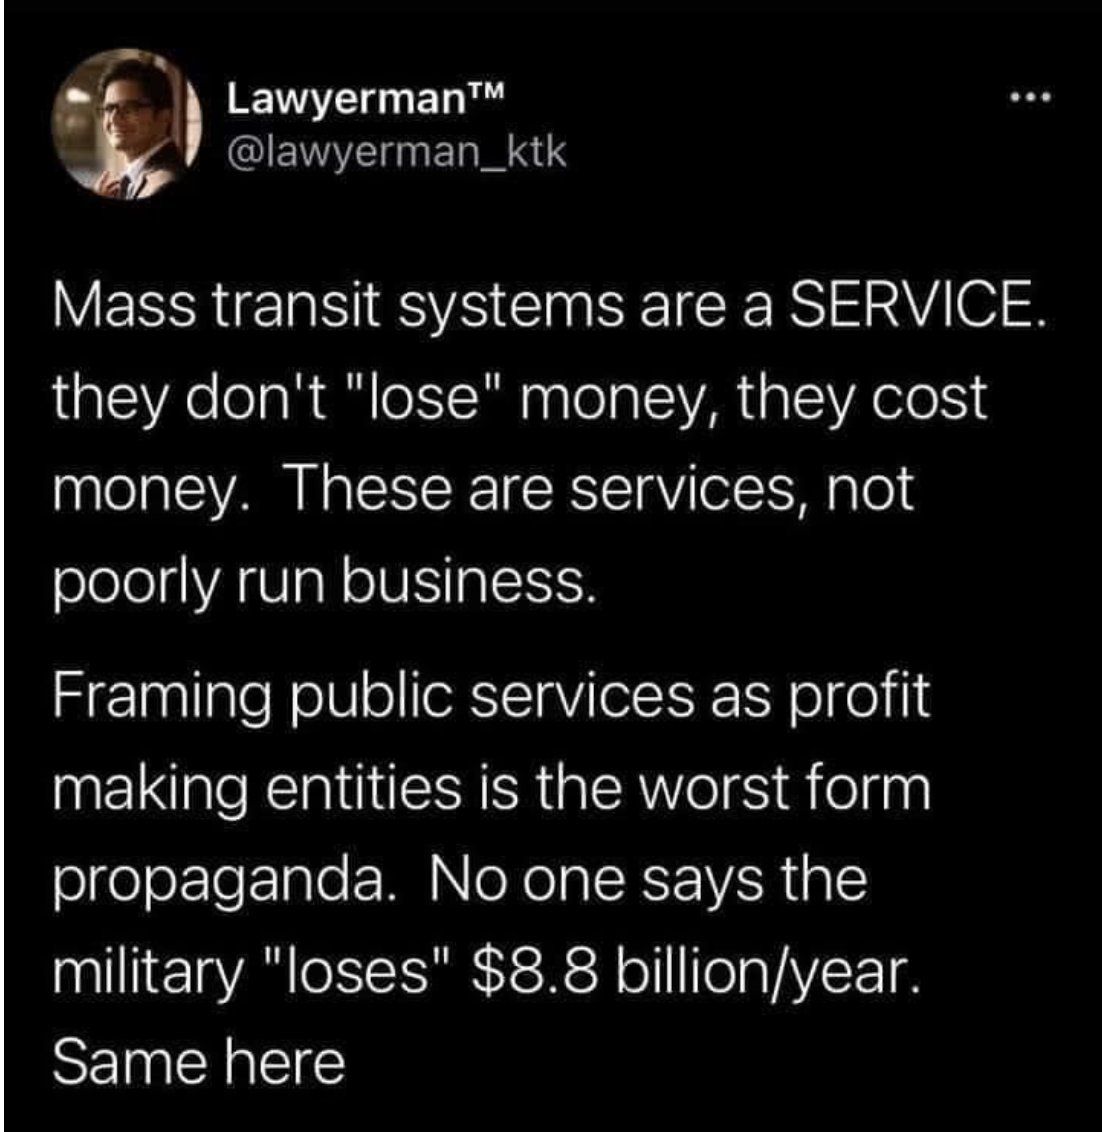 Lawyerman™
@lawyerman_ktk
Mass transit systems are a SERVICE.
they don't "lose" money, they cost
money.  These are services, not
poorly run business.
Framing public services as profit
making entities is the worst form
propaganda.  No one says the
military "loses" $8.8 billion/year.
Same here